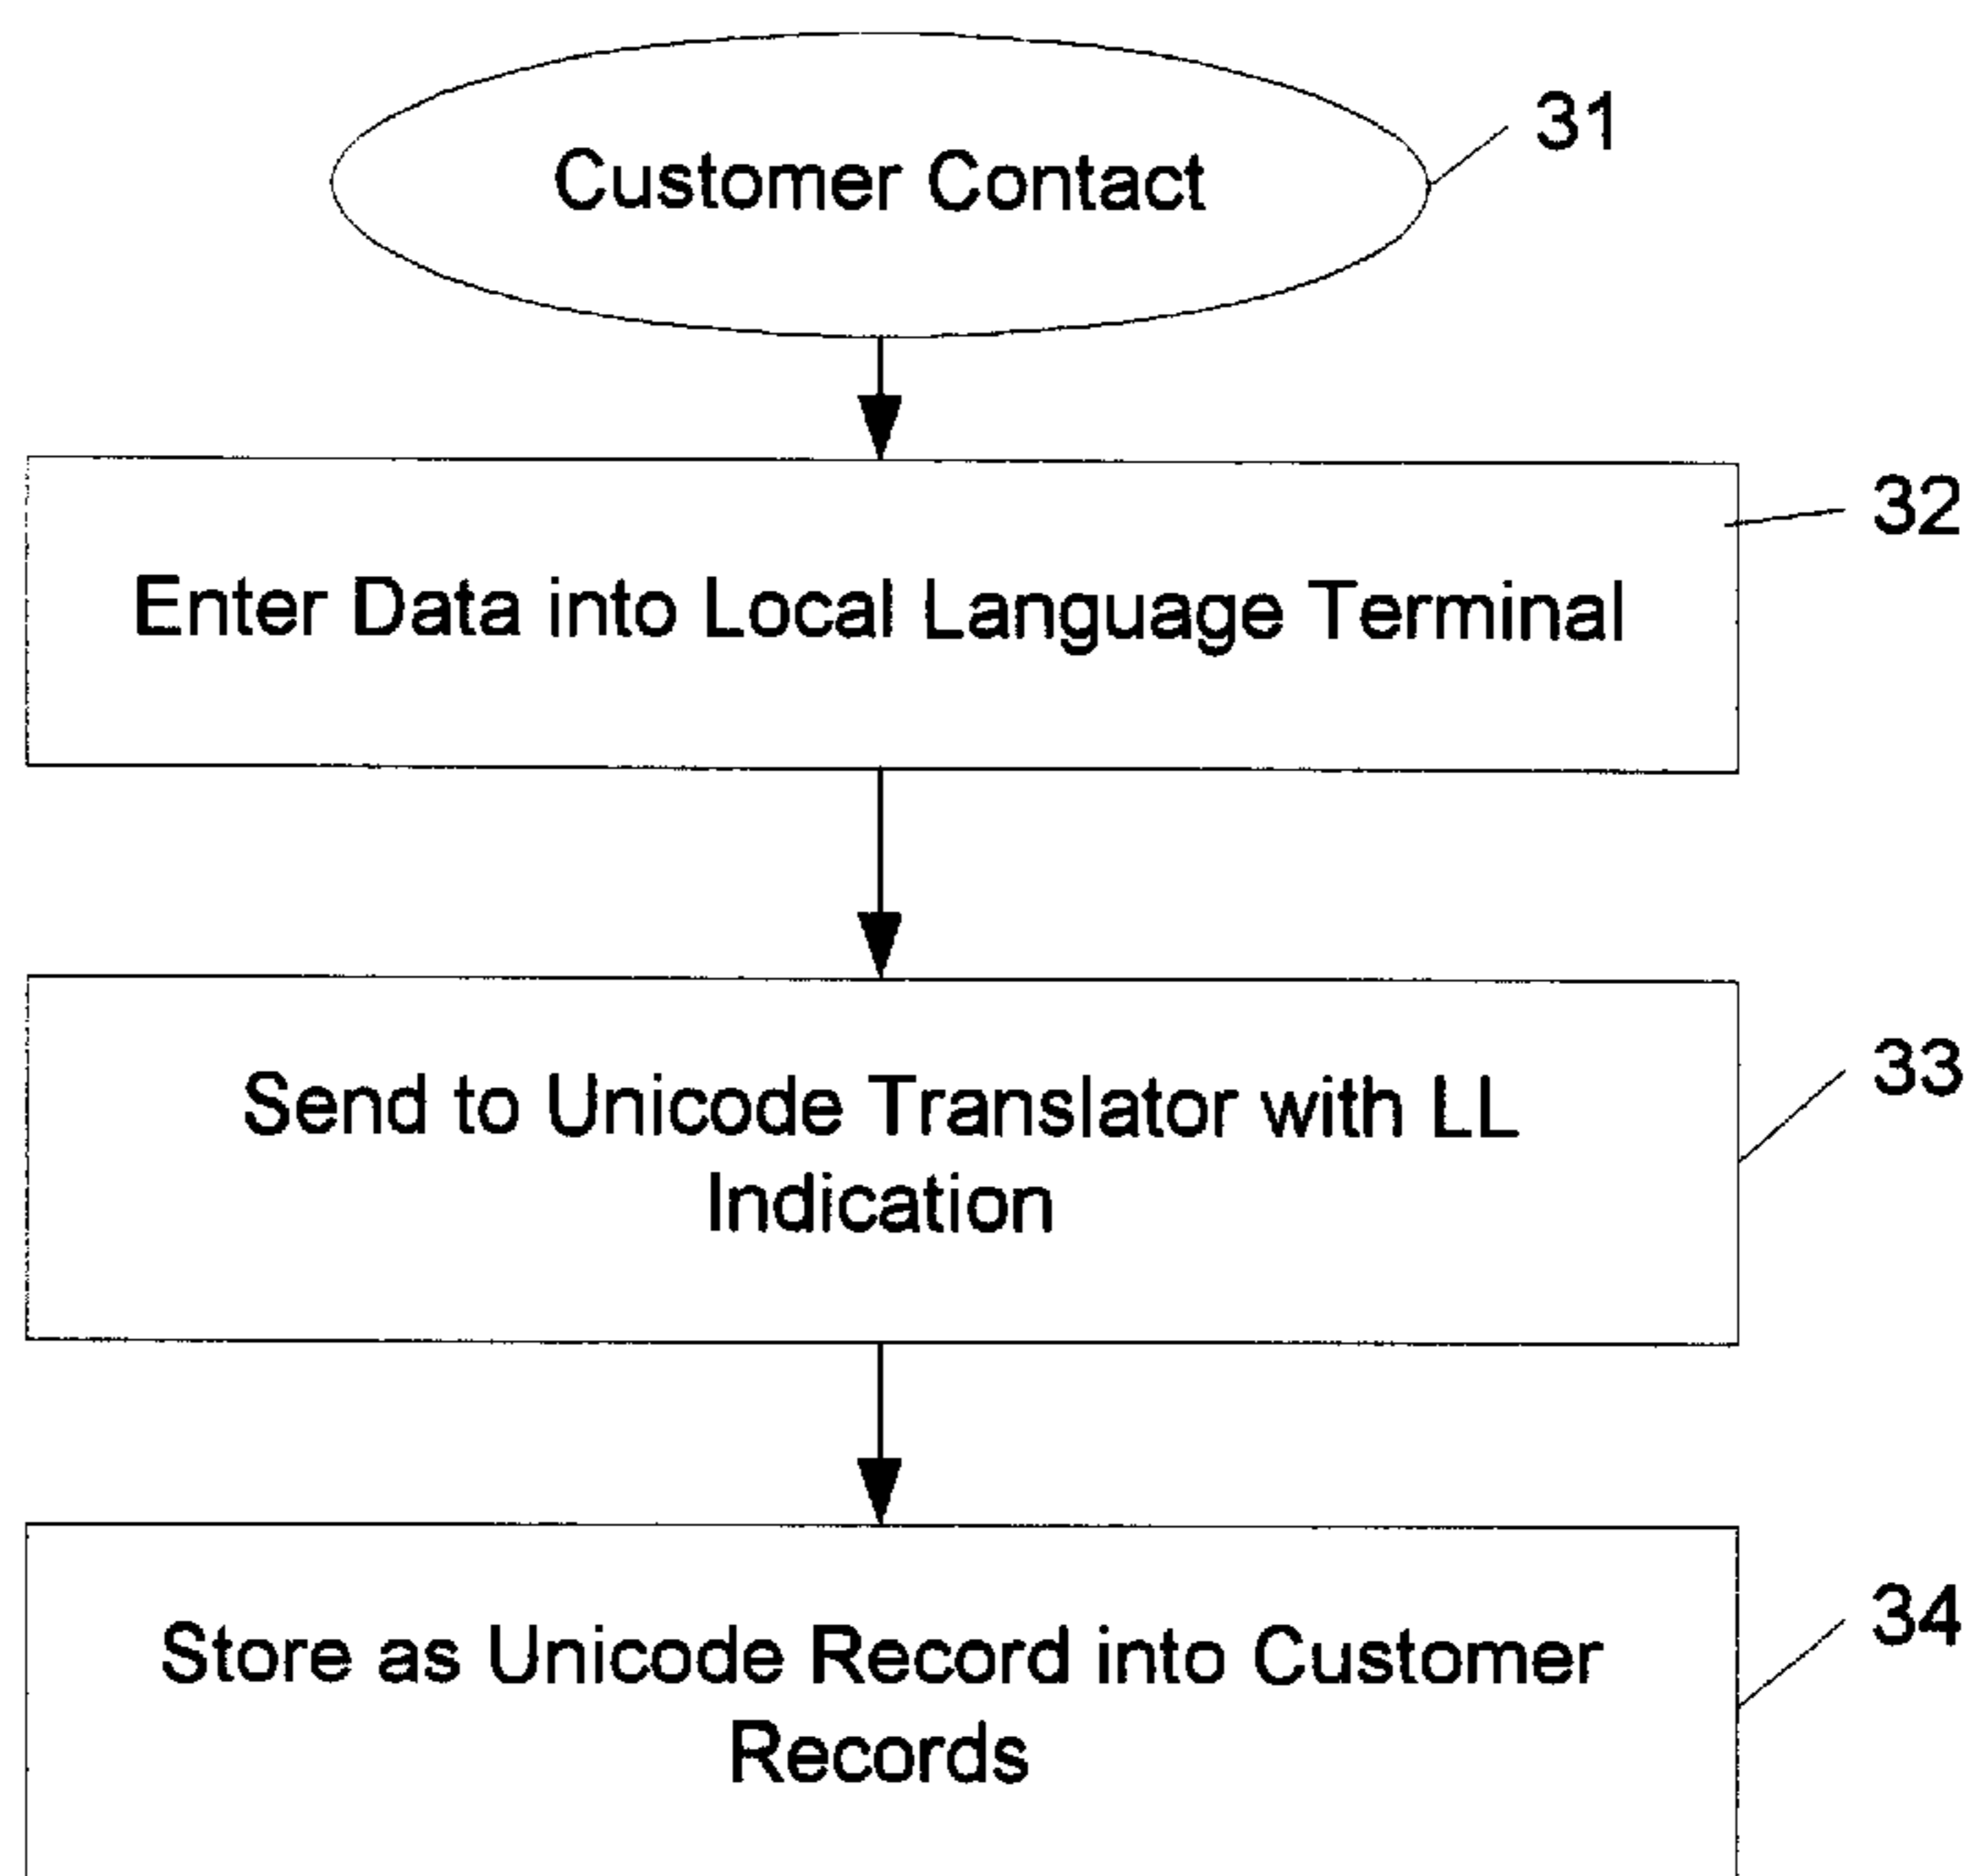 Customer Contact
31
32
Enter Data into Local Language Terminal
33
Send to Unicode Translator with LL
Indication
34
Store as Unicode Record into Customer
Records